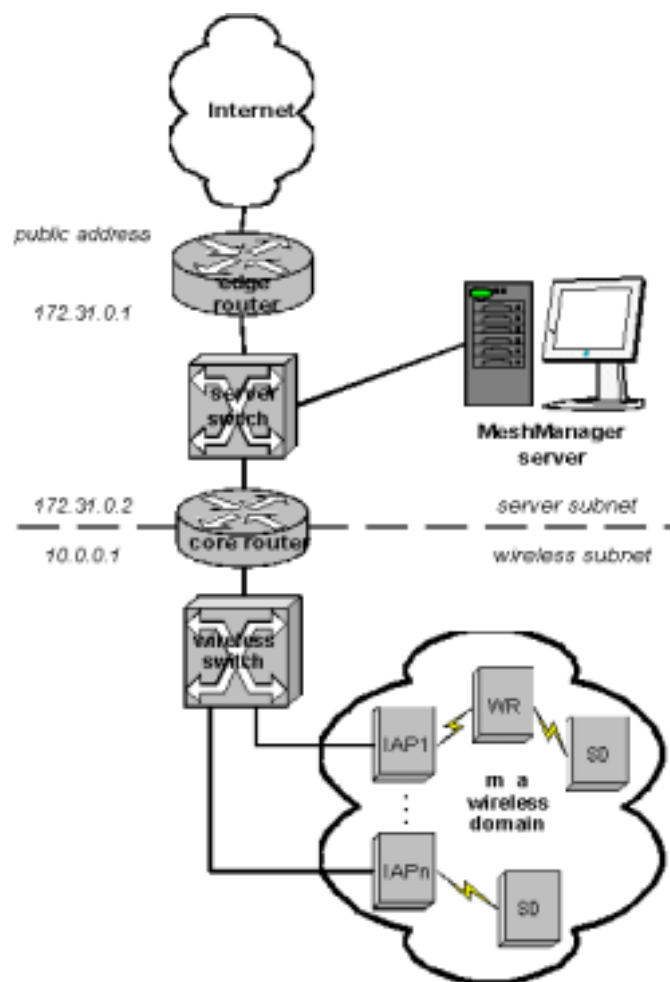 Internet
public address
edge
router
172.31.0.1
server
switch
MeshManager
server
172.31.0.2
server subnet
core router
10.0.0.1
wireless subnet
wireless
switch
WR
IAP1
SD
m a
wireless
domain
IAPn
SD